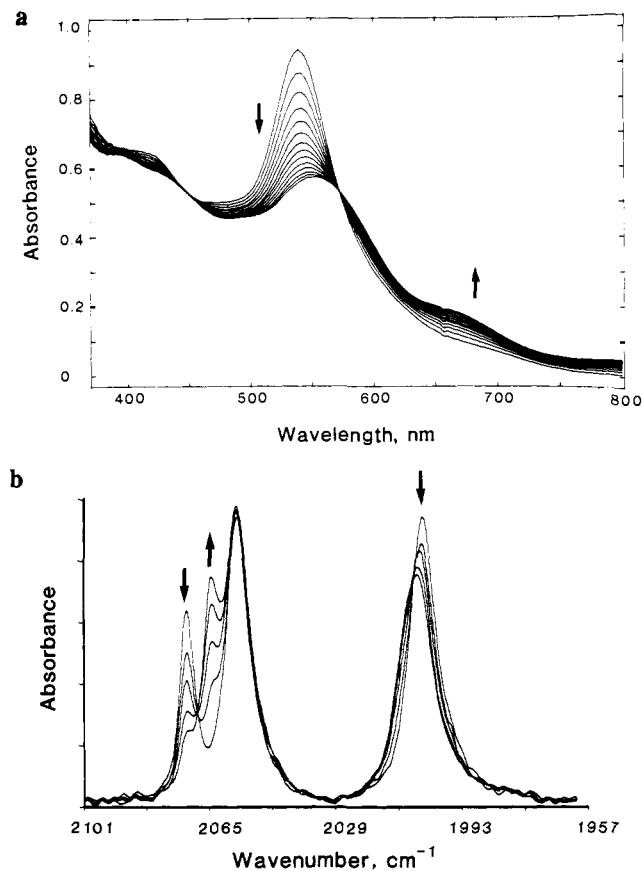 a
1.0
0.8
0.6
0.4
0.2
0
Absorbance
400 500 600 700 800
Wavelength, nm
b
Absorbance
2101 2065 2029 1993 1957
Wavenumber, cm⁻¹